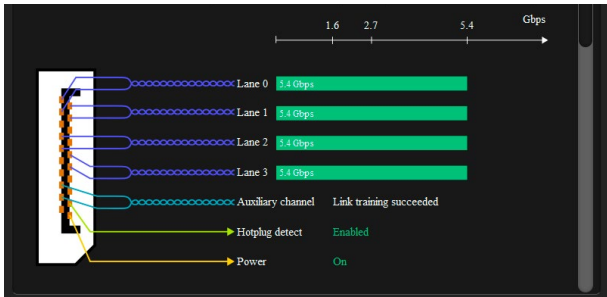 Gbps
1.6 2.7 5.4
Lane 0 5.4 Gbps
Lane 1 5.4 Gbps
Lane 2 5.4 Gbps
Lane 3 5.4 Gbps
Auxiliary channel Link training succeeded
Hotplug detect Enabled
Power On